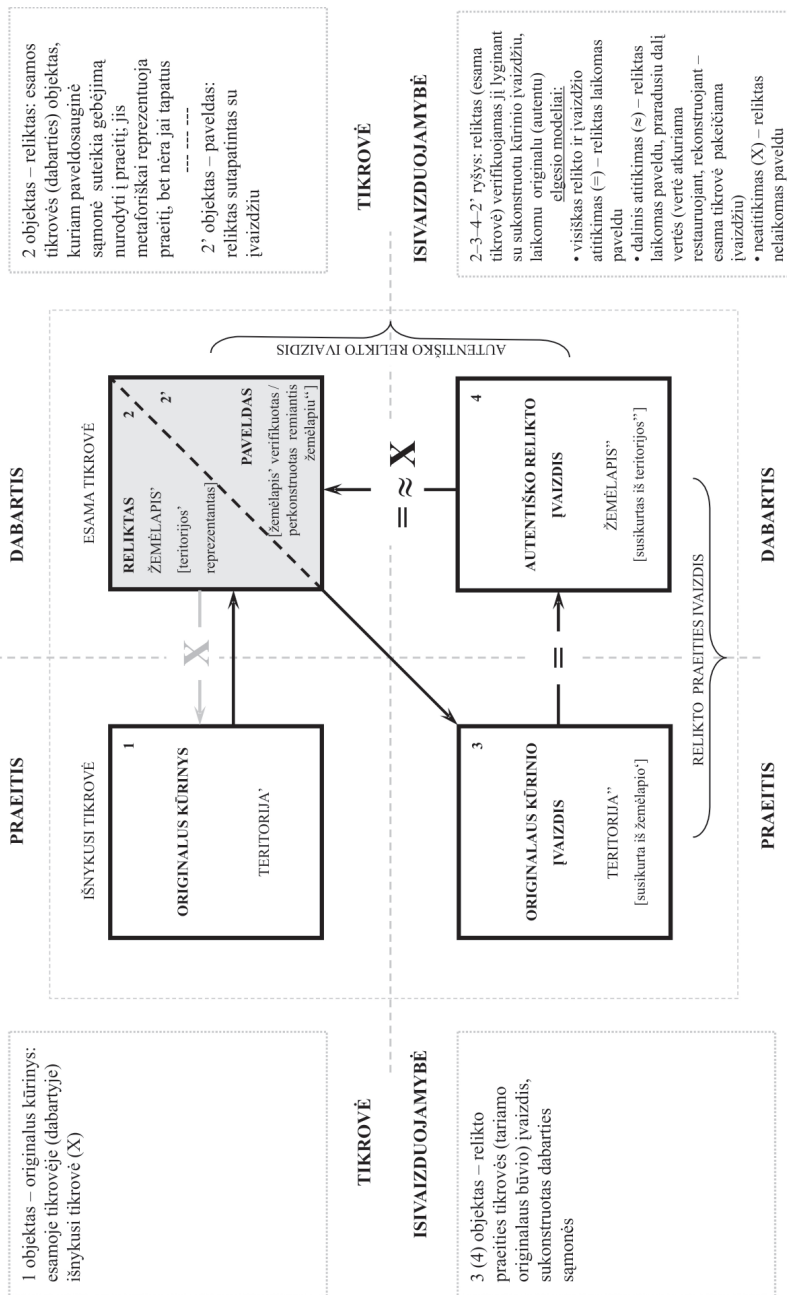 1 objektas – originalus kūrinys:
esamoje tikrovėje (dabartyje)
išnykusi tikrovė (X)
PRAEITIS
DABARTIS
2 objektas – reliktas: esamos
tikrovės (dabarties) objektas,
kuriam paveldosauginė
sąmonė suteikia gebėjimą
nurodyti į praeitį; jis
metaforiškai reprezentuoja
praeitį, bet nėra jai tapatus
--- --- ---
2’ objektas – paveldas:
reliktas sutapatintas su
įvaizdžiu
IŠNYKUSI TIKROVĖ
ESAMA TIKROVĖ
1
ORIGINALUS KŪRINYS
TERITORIJA’
X
RELIKTAS
2
ŽEMĖLAPIS’
2’
[teritorijos’
reprezentantas]
PAVELDAS
[žemėlapis’ verifikuotas /
perkonstruotas remiantis
žemėlapiu“]
TIKROVĖ
TIKROVĖ
ISIVAIZDUOJAMYBĖ
ISIVAIZDUOJAMYBĖ
= ≈ X
AUTENTIŠKO RELIKTO IVAIZDIS
3
ORIGINALAUS KŪRINIO
ĮVAIZDIS
TERITORIJA”
[susikurta iš žemėlapio‘]
=
4
AUTENTIŠKO RELIKTO
ĮVAIZDIS
ŽEMĖLAPIS”
[susikurtas iš teritorijos”]
RELIKTO PRAEITIES IVAIZDIS
3 (4) objektas – relikto
praeities tikrovės (tariamo
originalaus būvio) įvaizdis,
sukonstruotas dabarties
sąmonės
PRAEITIS
DABARTIS
2–3–4–2’ ryšys: reliktas (esama
tikrovė) verifikuojamas jį lyginant
su sukonstruotu kūrinio įvaizdžiu,
laikomu originalu (autentu)
elgesio modeliai:
• visiškas relikto ir įvaizdžio
atitikimas (=) – reliktas laikomas
paveldu
• dalinis atitikimas (≈) – reliktas
laikomas paveldu, praradusiu dalį
vertės (vertė atkuriama
restauruojant, rekonstruojant –
esama tikrovė pakeičiama
įvaizdžiu)
• neatitikimas (X) – reliktas
nelaikomas paveldu